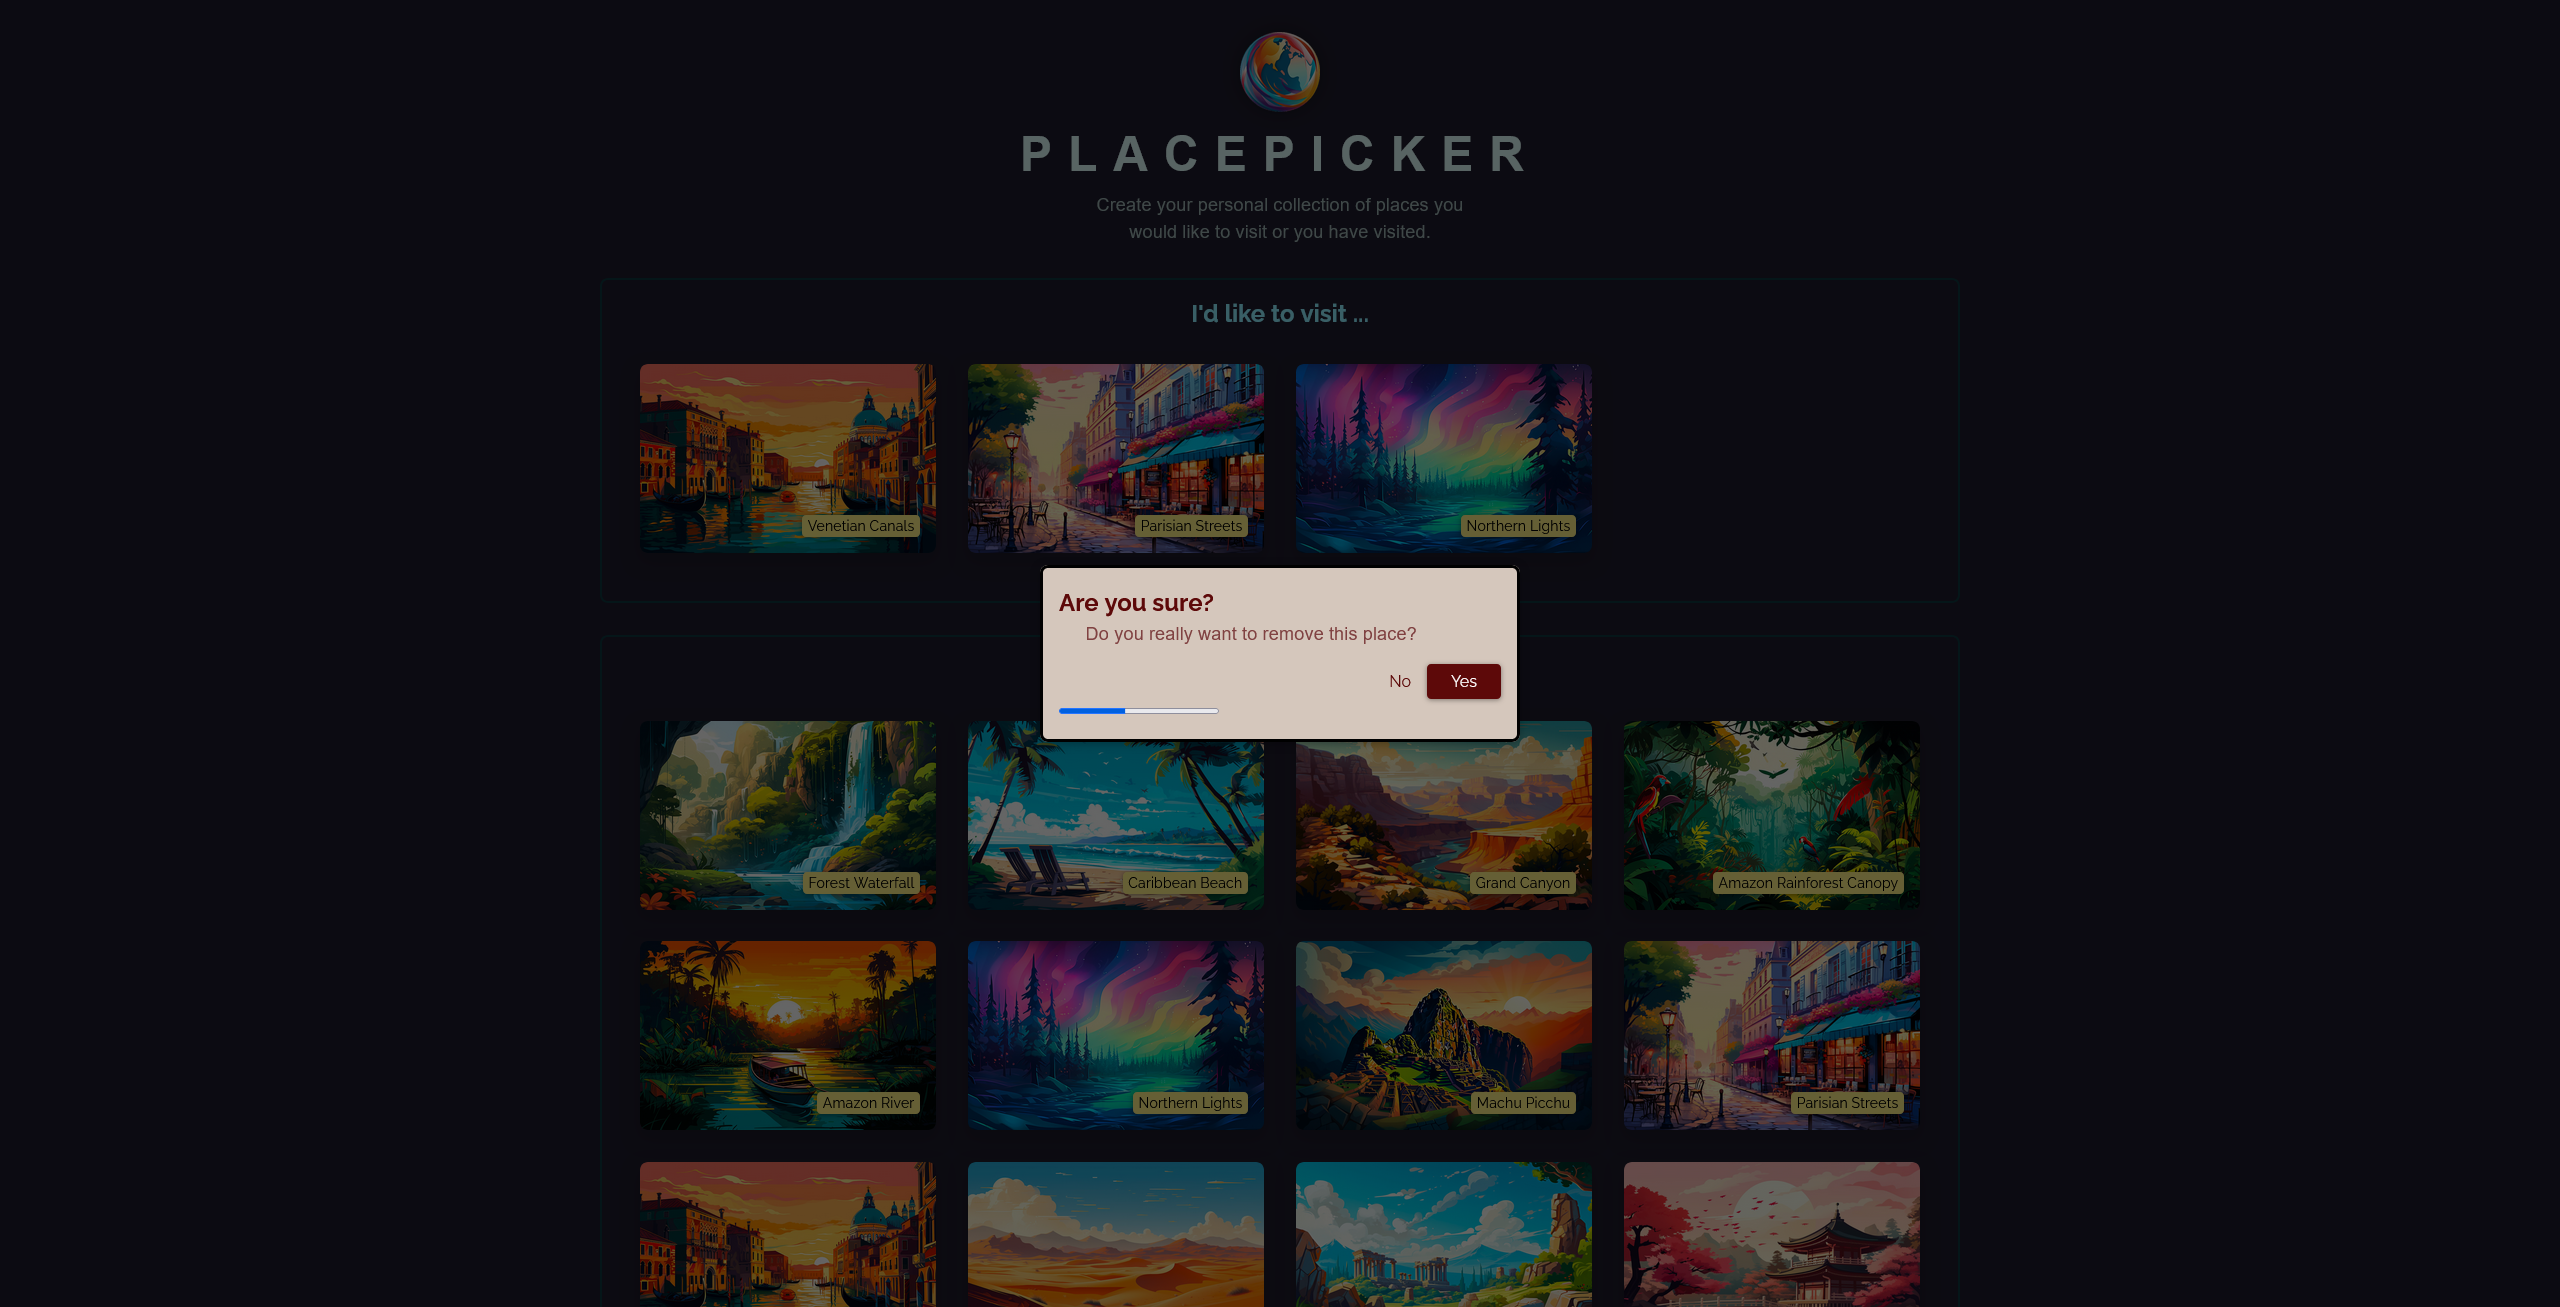 PLACEPICKER
Create your personal collection of places you
would like to visit or you have visited.
I'd like to visit ...
Venetian Canals
Parisian Streets
Northern Lights
Are you sure?
Do you really want to remove this place?
No
Yes
Forest Waterfall
Caribbean Beach
Grand Canyon
Amazon Rainforest Canopy
Amazon River
Northern Lights
Machu Picchu
Parisian Streets